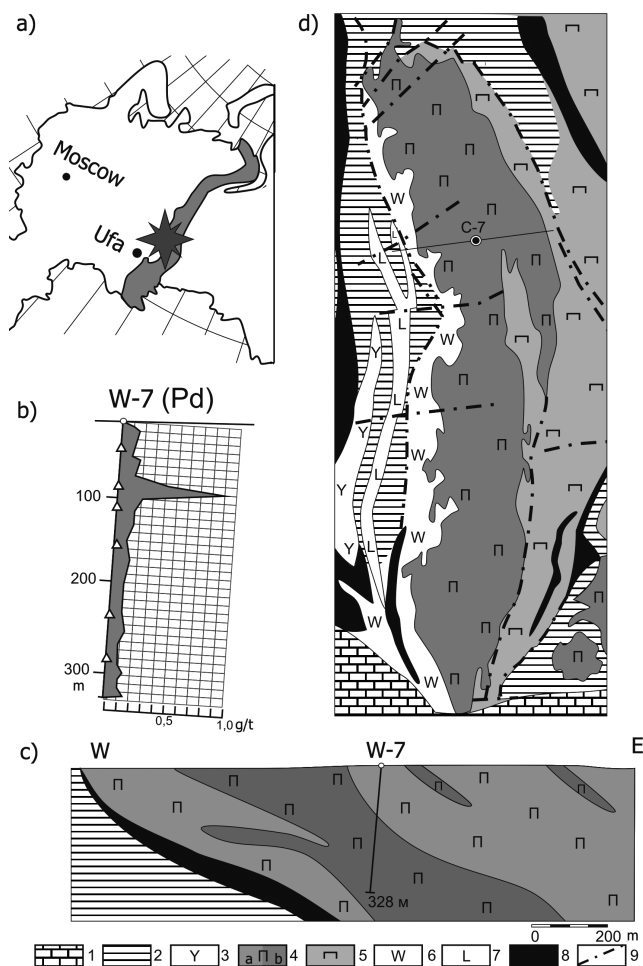 a)
Moscow
Ufa
b)
W-7 (Pd)
100
200
300
m
0,5
1,0 g/t
d)
W
L
C-7
L
L
W
Y
W
L
Y
W
L
Y
W
Y
L
W
W
c)
W
W-7
E
328 м
0 200 m
1
2
Y 3
a П b 4
5
W 6
L 7
8
9